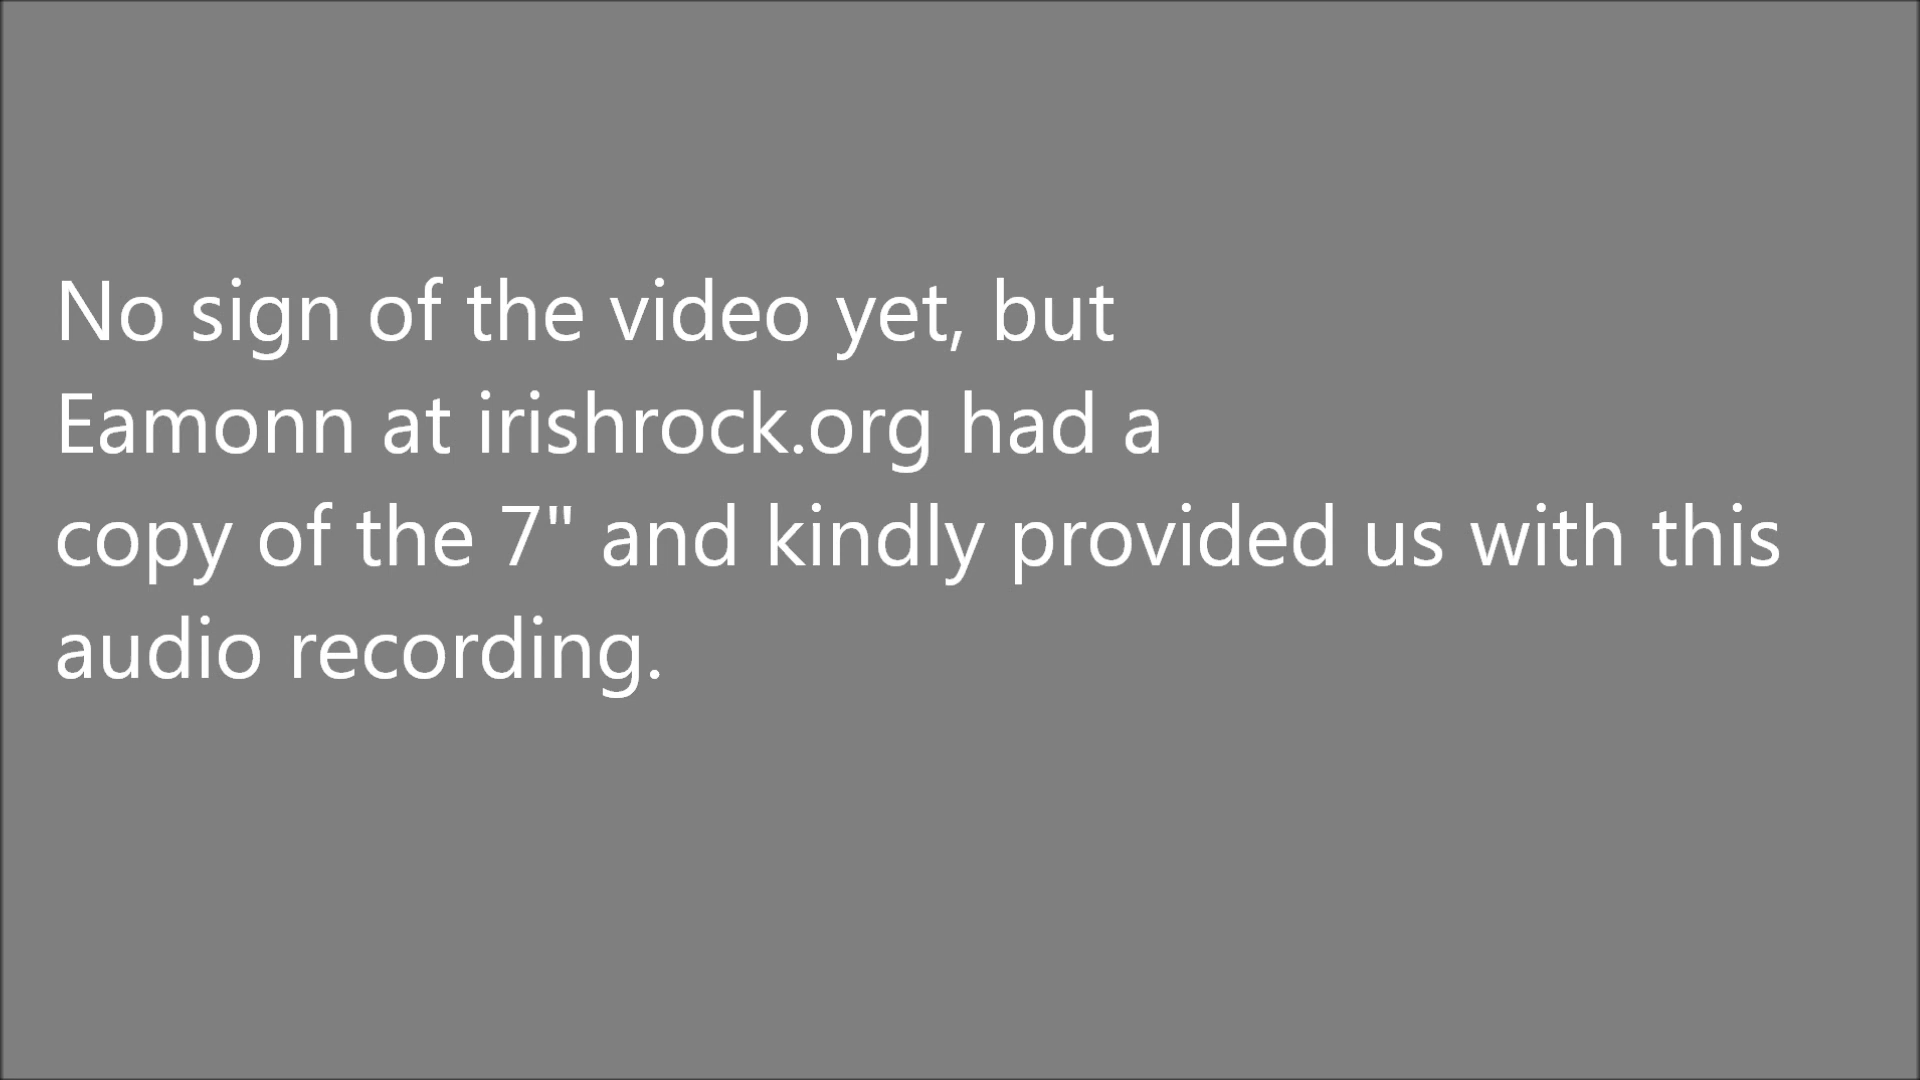 No sign of the video yet, but
Eamonn at irishrock.org had a
copy of the 7" and kindly provided us with this
audio recording.